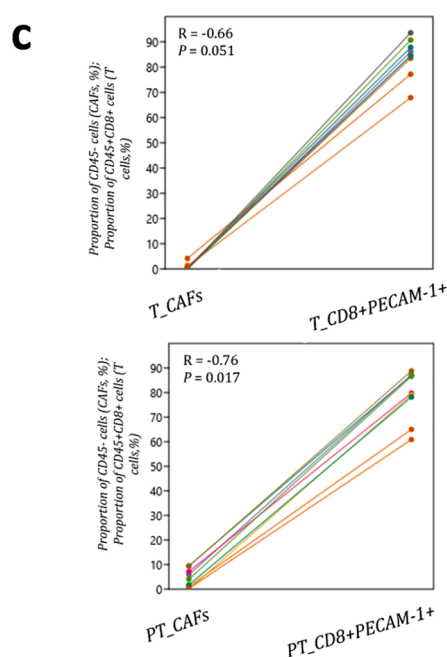 c
R = -0.66
P = 0.051
Proportion of CD45- cells (CAFs, %);
Proportion of CD45+CD8+ cells (T
cells,%)
90
80
70
60
50
40
30
20
10
0
T_CAFs
T_CD8+PECAM-1+
R = -0.76
P = 0.017
Proportion of CD45- cells (CAFs, %);
Proportion of CD45+CD8+ cells (T
cells,%)
90
80
70
60
50
40
30
20
10
0
PT_CAFs
PT_CD8+PECAM-1+